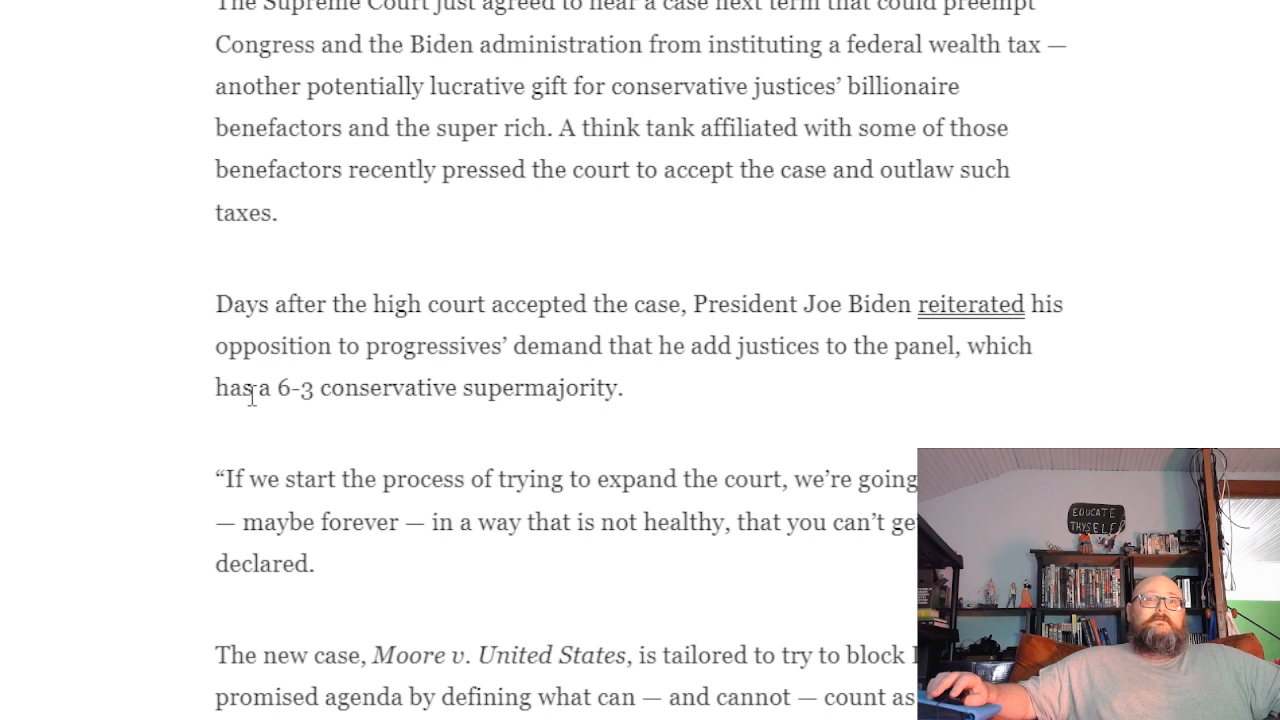 The Supreme Court just agreed to hear a case next term that could preempt
Congress and the Biden administration from instituting a federal wealth tax —
another potentially lucrative gift for conservative justices’ billionaire
benefactors and the super rich. A think tank affiliated with some of those
benefactors recently pressed the court to accept the case and outlaw such
taxes.
Days after the high court accepted the case, President Joe Biden reiterated his
opposition to progressives’ demand that he add justices to the panel, which
has a 6-3 conservative supermajority.
“If we start the process of trying to expand the court, we’re going
— maybe forever — in a way that is not healthy, that you can’t ge
declared.
The new case, Moore v. United States, is tailored to try to block
promised agenda by defining what can — and cannot — count as
EDUCATE
THYSELF